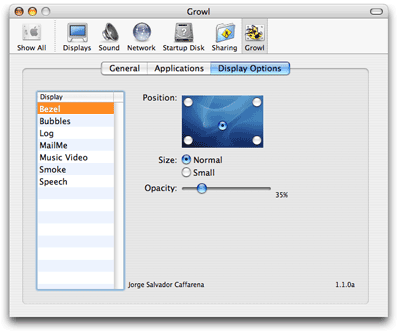 Growl
Show All Displays Sound Network Startup Disk Sharing Growl
General Applications Display Options
Display
Bezel
Bubbles
Log
MailMe
Music Video
Smoke
Speech
Position:
Size: Normal
Small
Opacity:
35%
Jorge Salvador Caffarena 1.1.0a